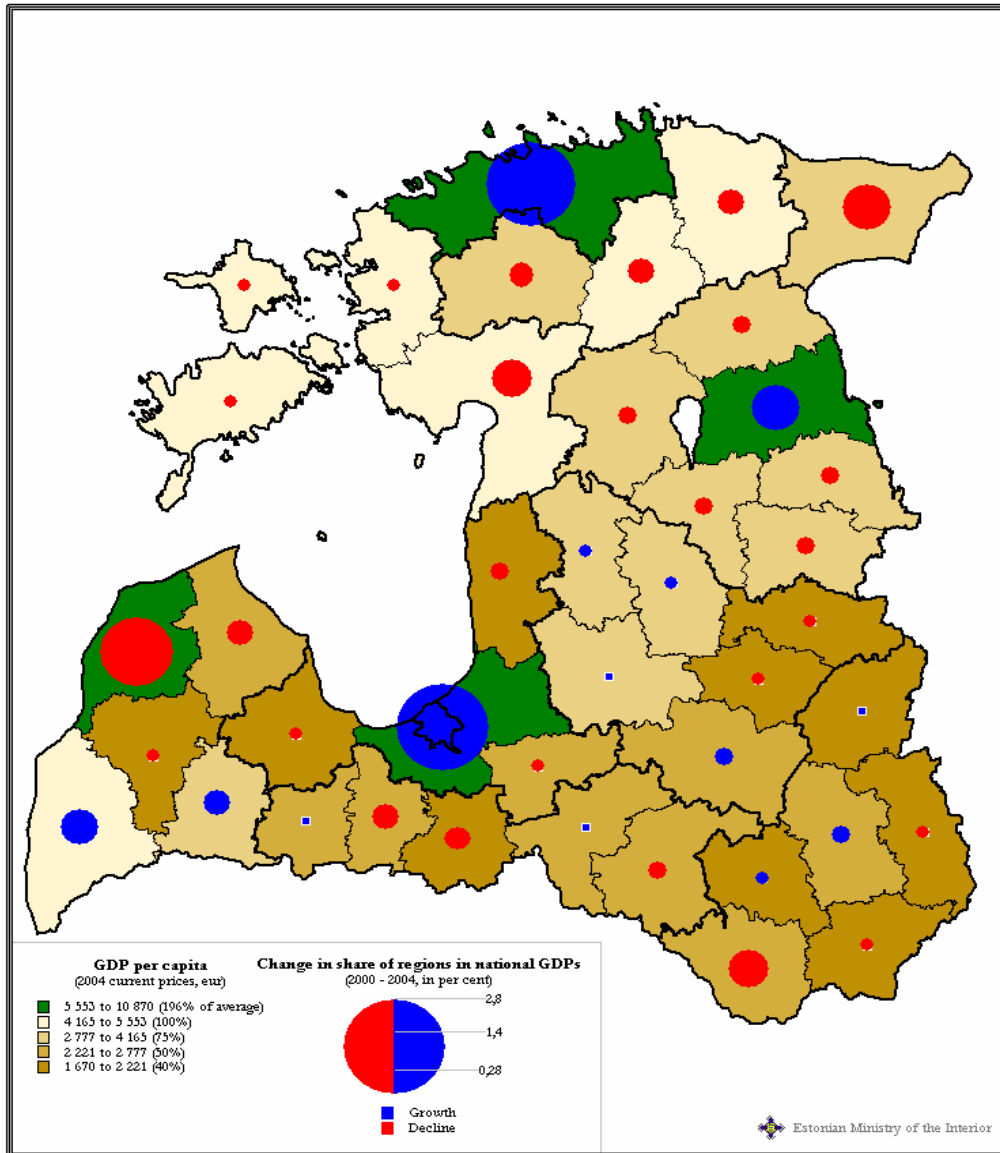 GDP per capita
(2004 current prices, eur)
5 553 to 10 870 (196% of average)
4 165 to 5 553 (100%)
2 777 to 4 165 (75%)
2 221 to 2 777 (50%)
1 670 to 2 221 (40%)
Change in share of regions in national GDPs
(2000 - 2004, in per cent)
2,8
1,4
0,28
Growth
Decline
Estonian Ministry of the Interior